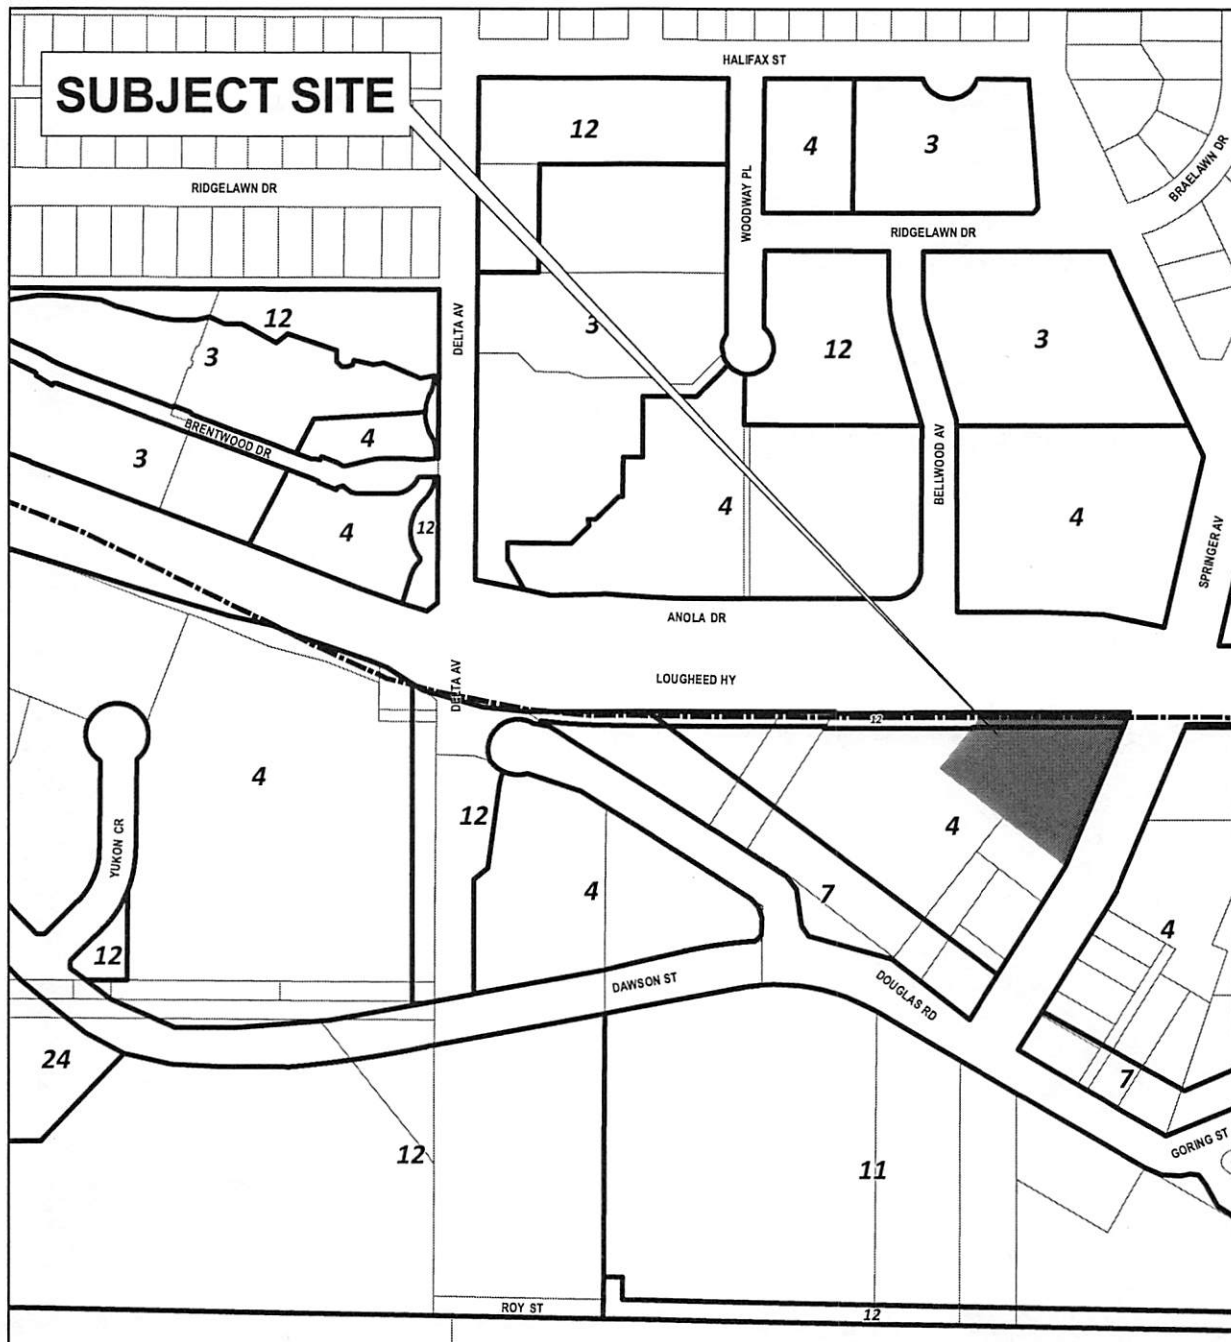 HALIFAX ST
SUBJECT SITE
12
4
3
BRAELAWN DR
RIDGELAWN DR
WOODWAY PL
RIDGELAWN DR
12
DELTA AV
3
3
12
3
4
BRENTWOOD DR
3
BELLWOOD AV
4
4
4
12
SPRINGER AV
ANOLA DR
LOUGHEED HY
DELTA AV
12
4
12
4
YUKON CR
4
7
4
12
DAWSON ST
DOUGLAS RD
24
7
GORING ST
12
11
ROY ST
12